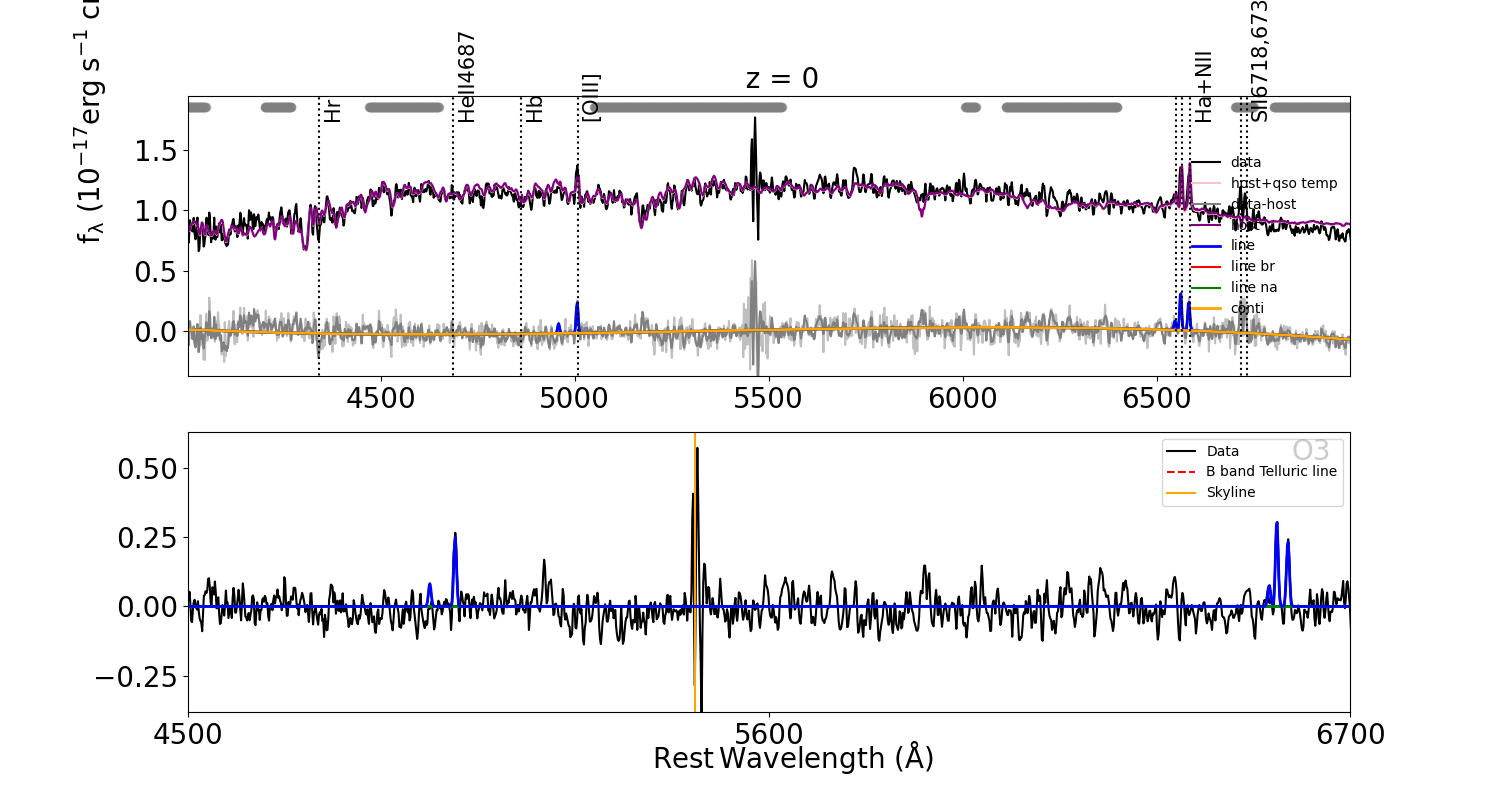 z = 0
f_λ (10^−17 erg s^−1 c
Hr
HeII4687
Hb
[OIII]
Ha+NII
SII6718,673
1.5
1.0
0.5
0.0
data
host+qso temp
data-host
host
line
line br
line na
conti
4500 5000 5500 6000 6500
0.50
0.25
0.00
−0.25
O3
Data
B band Telluric line
Skyline
4500 5600 6700
Rest Wavelength (Å)